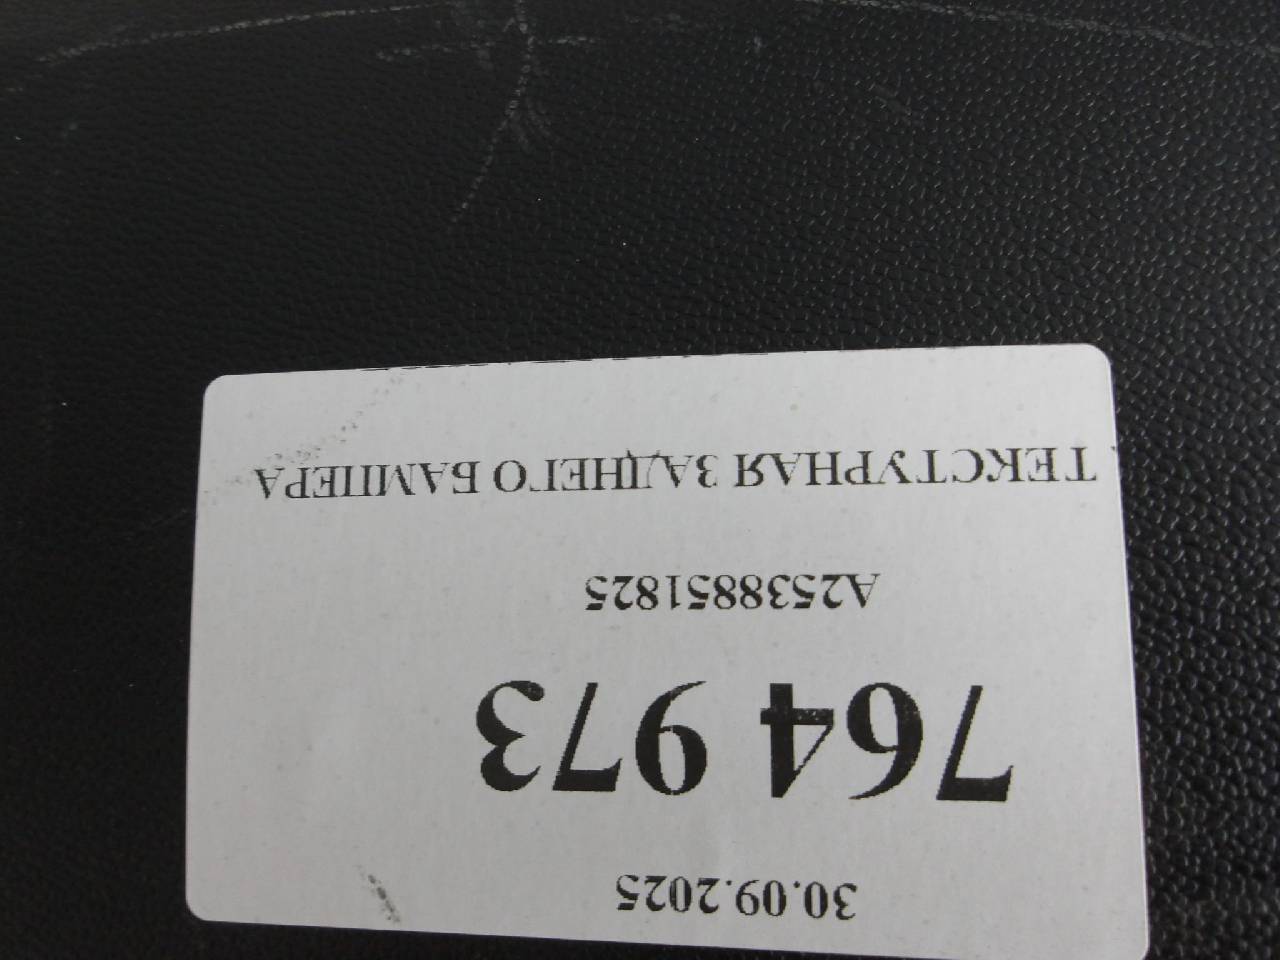 30.09.2025
764 973
A2538851825
ТЕКСТУРНАЯ ЗАДНЕГО БАМПЕРА